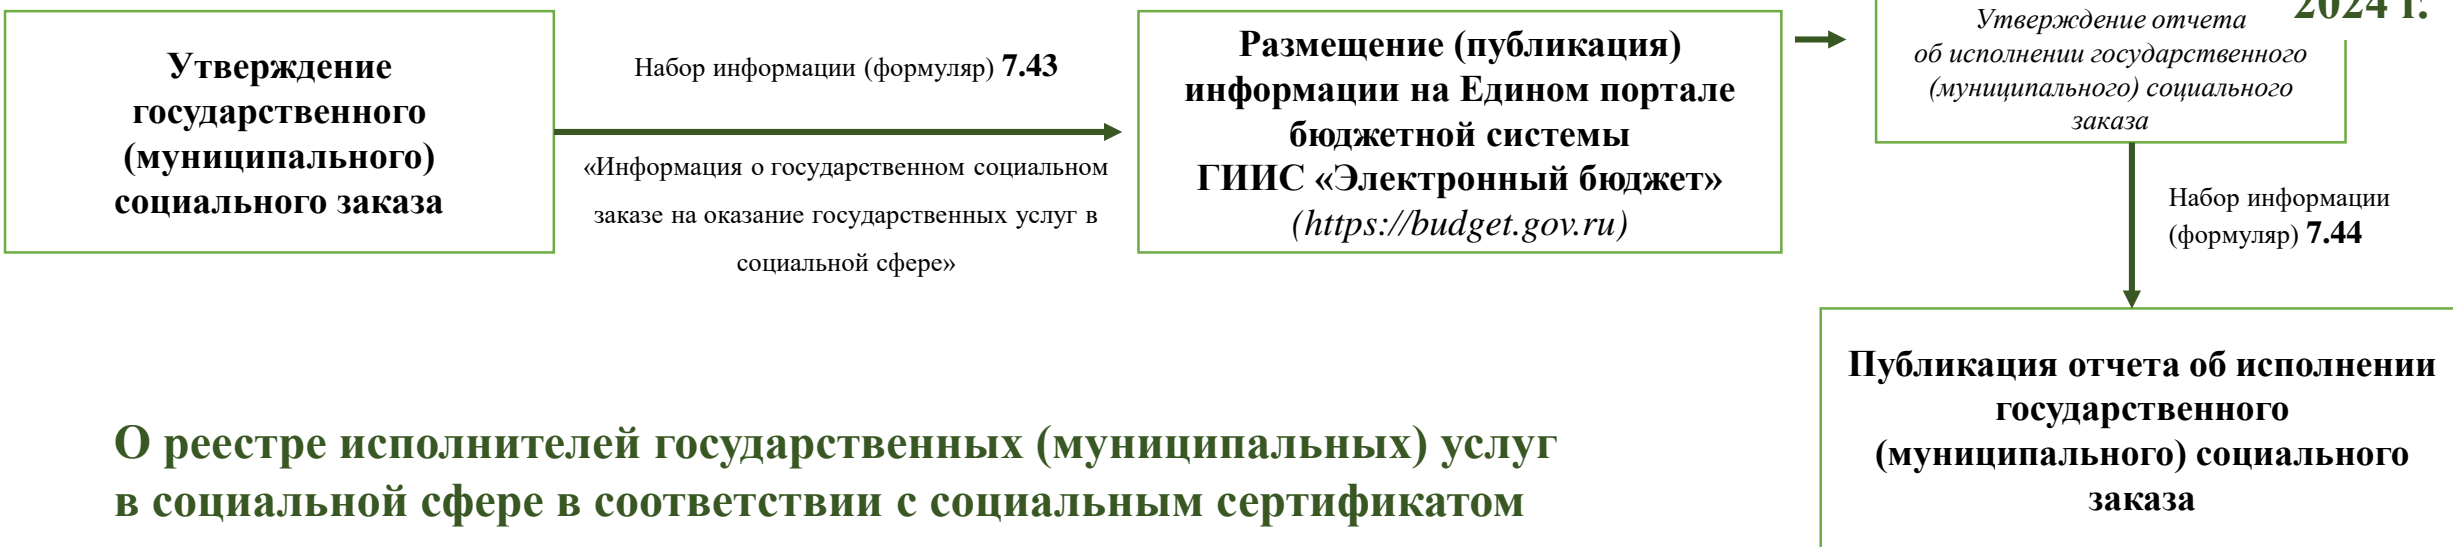 Утверждение
государственного
(муниципального)
социального заказа
Набор информации (формуляр) 7.43
«Информация о государственном социальном
заказе на оказание государственных услуг в
социальной сфере»
Размещение (публикация)
информации на Едином портале
бюджетной системы
ГИИС «Электронный бюджет»
(https://budget.gov.ru)
2024 г.
Утверждение отчета
об исполнении государственного
(муниципального) социального
заказа
Набор информации
(формуляр) 7.44
Публикация отчета об исполнении
государственного
(муниципального) социального
заказа
О реестре исполнителей государственных (муниципальных) услуг
в социальной сфере в соответствии с социальным сертификатом